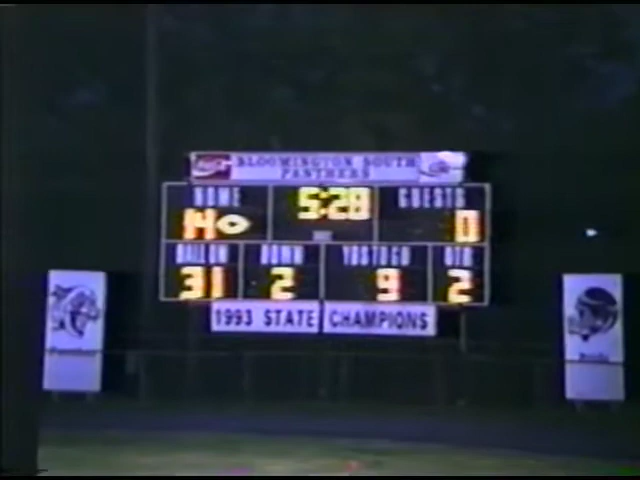 BLOOMINGTON SOUTH
PANTHERS
HOME 5:28 GUESTS
14 0
BALL ON DOWN YDS TO GO QTR
31 2 9 2
1993 STATE CHAMPIONS